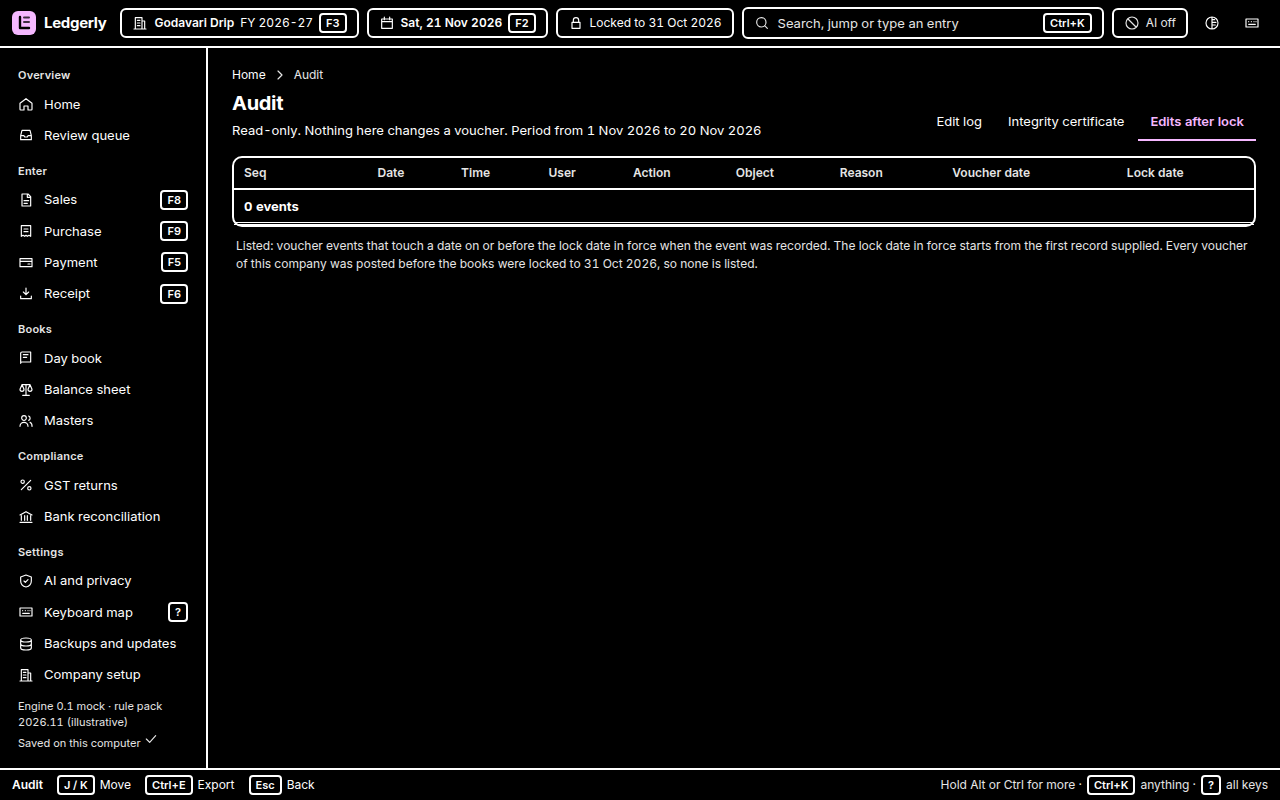 Ledgerly
Godavari Drip FY 2026-27 F3
Sat, 21 Nov 2026 F2
Locked to 31 Oct 2026
Search, jump or type an entry Ctrl+K
AI off
Overview
Home
Review queue
Enter
Sales F8
Purchase F9
Payment F5
Receipt F6
Books
Day book
Balance sheet
Masters
Compliance
GST returns
Bank reconciliation
Settings
AI and privacy
Keyboard map ?
Backups and updates
Company setup
Engine 0.1 mock · rule pack
2026.11 (illustrative)
Saved on this computer
Home Audit
Audit
Read-only. Nothing here changes a voucher. Period from 1 Nov 2026 to 20 Nov 2026
Edit log Integrity certificate Edits after lock
Seq Date Time User Action Object Reason Voucher date Lock date
0 events
Listed: voucher events that touch a date on or before the lock date in force when the event was recorded. The lock date in force starts from the first record supplied. Every voucher
of this company was posted before the books were locked to 31 Oct 2026, so none is listed.
Audit J / K Move Ctrl+E Export Esc Back
Hold Alt or Ctrl for more · Ctrl+K anything · ? all keys